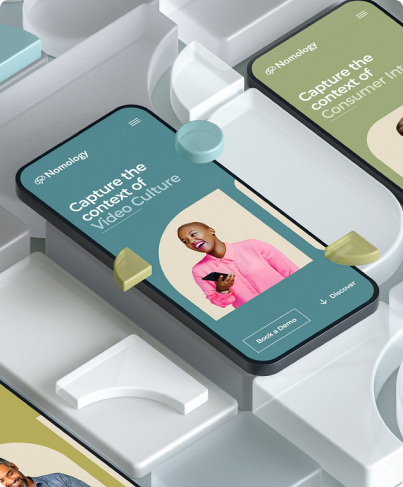 Nomology
Capture the
context of
Video Culture
Book a Demo
Discover
Nomology
Capture the
context of
Consumer Int